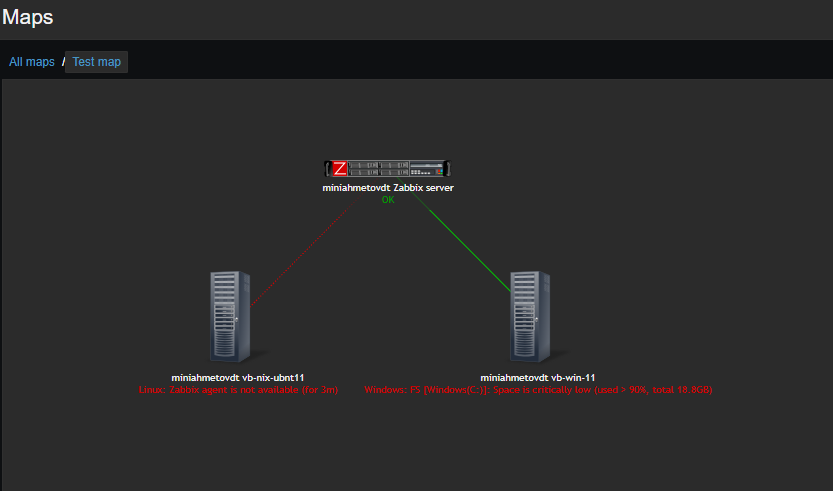 Maps
All maps / Test map
Z
miniahmetovdt Zabbix server
OK
miniahmetovdt vb-nix-ubnt11
Linux: Zabbix agent is not available (for 3m)
miniahmetovdt vb-win-11
Windows: FS [Windows(C:)]: Space is critically low (used > 90%, total 18.8GB)